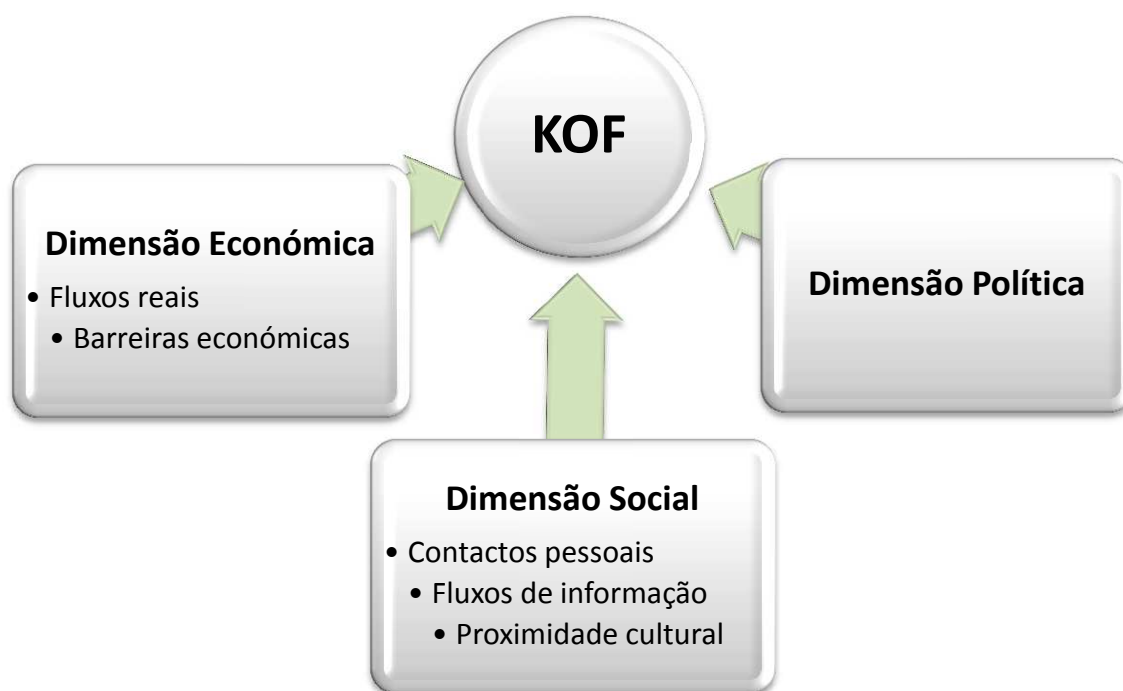 KOF
Dimensão Económica
• Fluxos reais
• Barreiras económicas
Dimensão Política
Dimensão Social
• Contactos pessoais
• Fluxos de informação
• Proximidade cultural